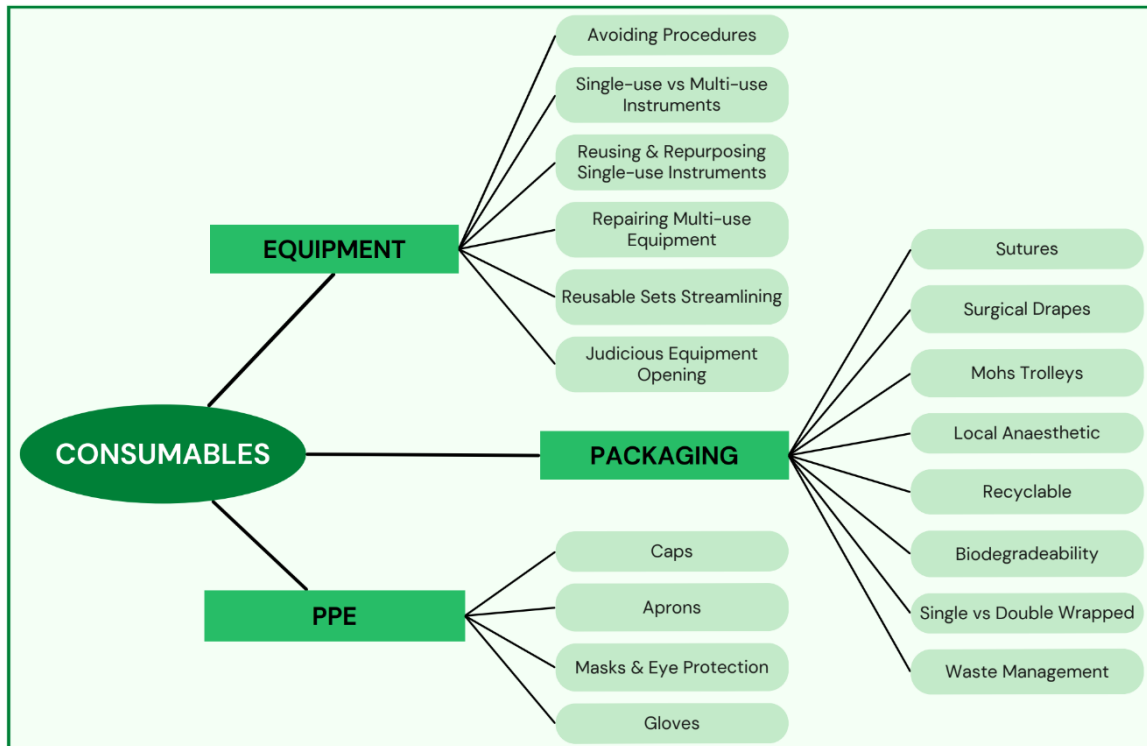 CONSUMABLES
EQUIPMENT
Avoiding Procedures
Single-use vs Multi-use
Instruments
Reusing & Repurposing
Single-use Instruments
Repairing Multi-use
Equipment
Reusable Sets Streamlining
Judicious Equipment
Opening
PACKAGING
Sutures
Surgical Drapes
Mohs Trolleys
Local Anaesthetic
Recyclable
Biodegradeability
Single vs Double Wrapped
Waste Management
PPE
Caps
Aprons
Masks & Eye Protection
Gloves